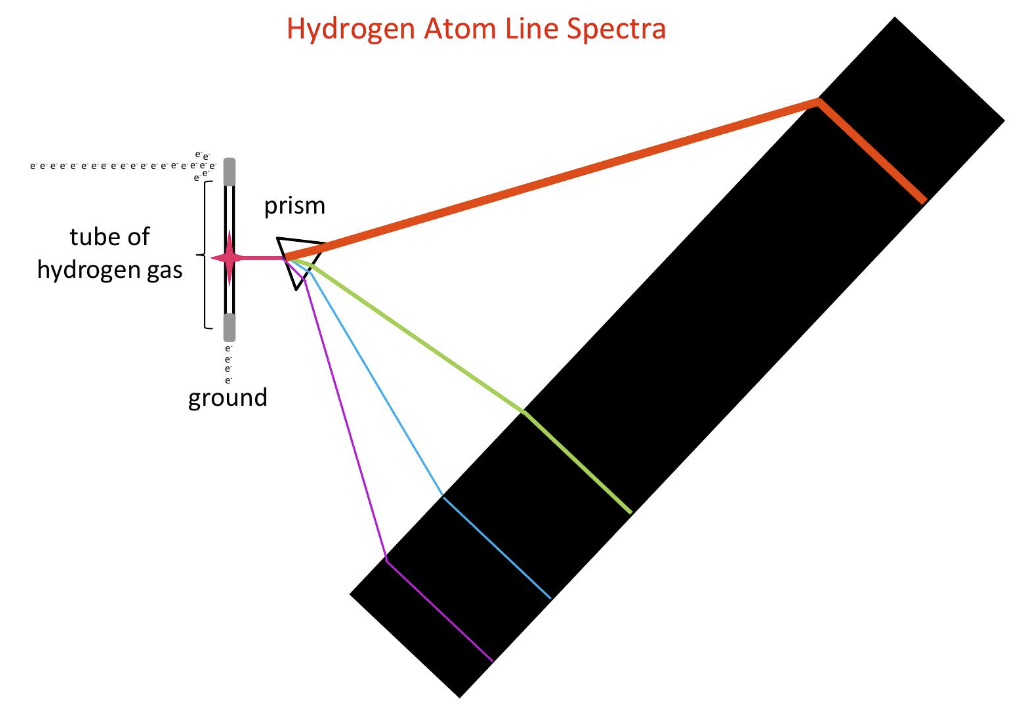 Hydrogen Atom Line Spectra
e⁻ e⁻
e⁻ e⁻ e⁻ e⁻ e⁻ e⁻ e⁻ e⁻ e⁻ e⁻ e⁻ e⁻ e⁻ e⁻ e⁻ e⁻ e⁻ e⁻
e⁻ e⁻
prism
tube of
hydrogen gas
e⁻
e⁻
e⁻
e⁻
ground